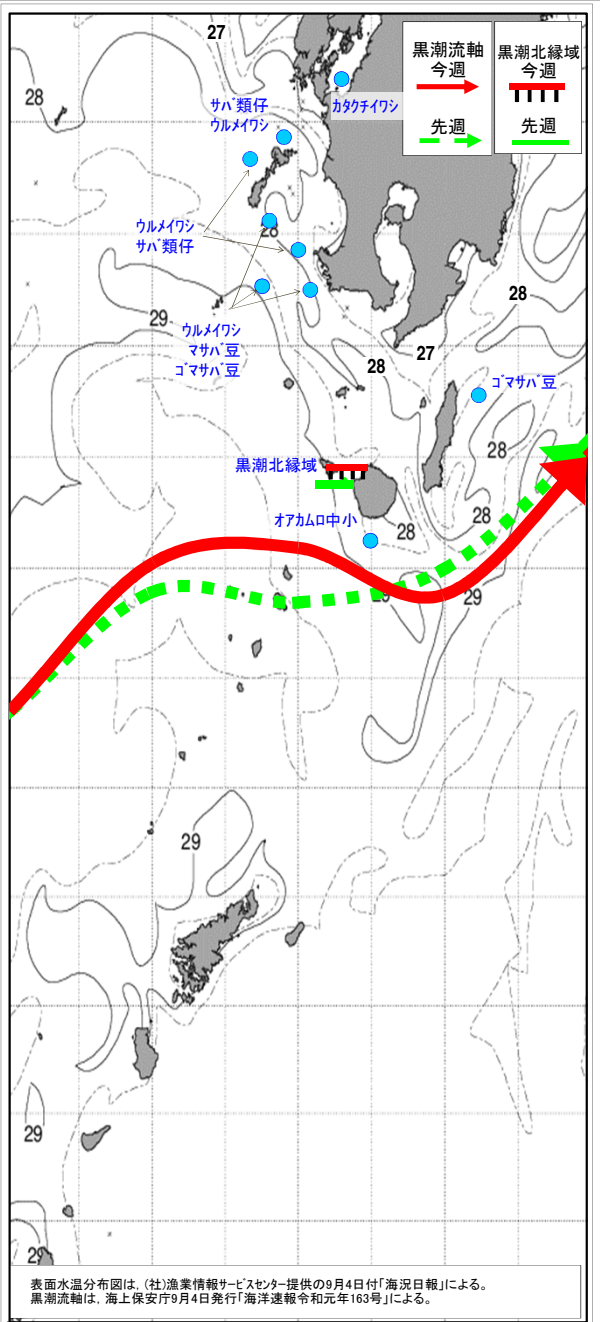 黒潮流軸
今週
先週
黒潮北縁域
今週
先週
27
28
サバ類仔
ウルメイワシ
カタクチイワシ
ウルメイワシ
サバ類仔
28
29
28
ウルメイワシ
マサバ豆
ゴマサバ豆
27
28
ゴマサバ豆
28
黒潮北縁域
28
オアカムロ中小
28
29
29
29
29
29
表面水温分布図は，(社)漁業情報サービスセンター提供の9月4日付「海況日報」による。
黒潮流軸は，海上保安庁9月4日発行「海洋速報令和元年163号」による。